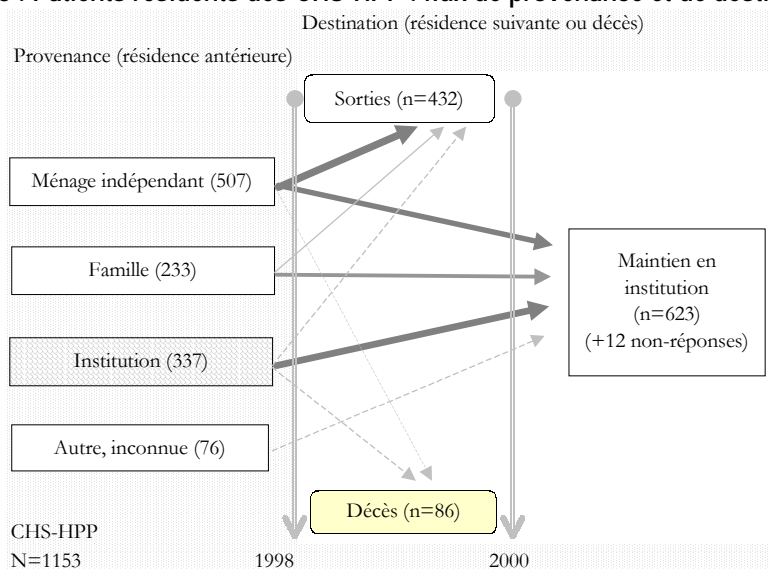 Destination (résidence suivante ou décès)
Provenance (résidence antérieure)
Sorties (n=432)
Ménage indépendant (507)
Famille (233)
Maintien en
institution
(n=623)
(+12 non-réponses)
Institution (337)
Autre, inconnue (76)
Décès (n=86)
CHS-HPP
N=1153
1998
2000